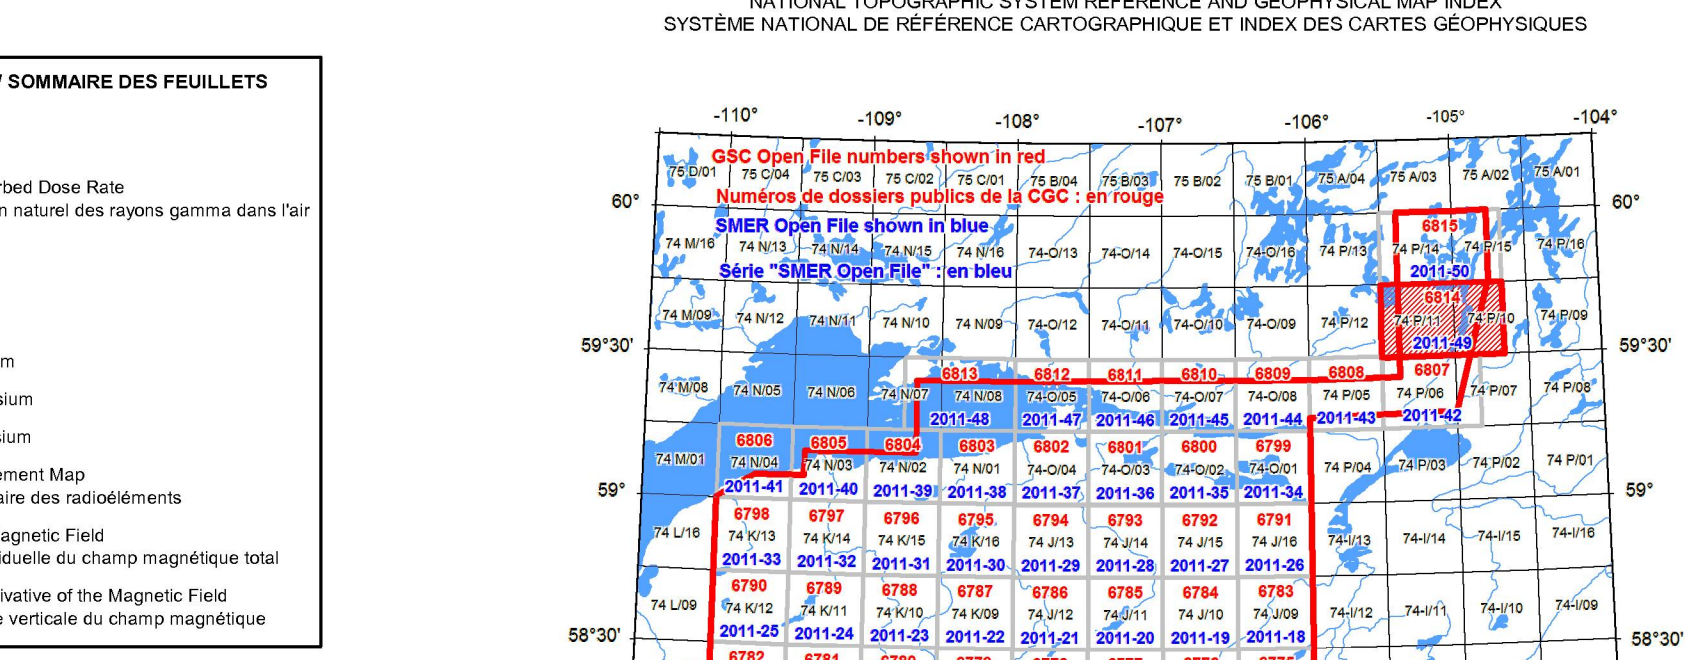 NATIONAL TOPOGRAPHIC SYSTEM REFERENCE AND GEOPHYSICAL MAP INDEX
SYSTÈME NATIONAL DE RÉFÉRENCE CARTOGRAPHIQUE ET INDEX DES CARTES GÉOPHYSIQUES
/ SOMMAIRE DES FEUILLETS
rbed Dose Rate
n naturel des rayons gamma dans l'air
m
sium
sium
ement Map
aire des radioéléments
agnetic Field
iduelle du champ magnétique total
ivative of the Magnetic Field
e verticale du champ magnétique
-110° -109° -108° -107° -106° -105° -104°
GSC Open File numbers shown in red
75 D/01 75 C/04 75 C/03 75 C/02 75 C/01 75 B/04 75 B/03 75 B/02 75 B/01 75 A/04 75 A/03 75 A/02 75 A/01
Numéros de dossiers publics de la CGC : en rouge
60° 60°
SMER Open File shown in blue
6815
74 M/16 74 N/13 74 N/14 74 N/15 74 N/16 74-O/13 74-O/14 74-O/15 74-O/16 74 P/13 74 P/14 74 P/15 74 P/16
Série "SMER Open File" : en bleu
2011-50
6814
74 M/09 74 N/12 74 N/11 74 N/10 74 N/09 74-O/12 74-O/11 74-O/10 74-O/09 74 P/12 74 P/11 74 P/10 74 P/09
2011-49
59°30' 59°30'
6813 6812 6811 6810 6809 6808 6807
74 M/08 74 N/05 74 N/06 74 N/07 74 N/08 74-O/05 74-O/06 74-O/07 74-O/08 74 P/05 74 P/06 74 P/07 74 P/08
2011-48 2011-47 2011-46 2011-45 2011-44 2011-43 2011-42
6806 6805 6804 6803 6802 6801 6800 6799
74 M/01 74 N/04 74 N/03 74 N/02 74 N/01 74-O/04 74-O/03 74-O/02 74-O/01 74 P/04 74 P/03 74 P/02 74 P/01
2011-41 2011-40 2011-39 2011-38 2011-37 2011-36 2011-35 2011-34
59° 59°
6798 6797 6796 6795 6794 6793 6792 6791
74 L/16 74 K/13 74 K/14 74 K/15 74 K/16 74 J/13 74 J/14 74 J/15 74 J/16 74-I/13 74-I/14 74-I/15 74-I/16
2011-33 2011-32 2011-31 2011-30 2011-29 2011-28 2011-27 2011-26
6790 6789 6788 6787 6786 6785 6784 6783
74 L/09 74 K/12 74 K/11 74 K/10 74 K/09 74 J/12 74 J/11 74 J/10 74 J/09 74-I/12 74-I/11 74-I/10 74-I/09
2011-25 2011-24 2011-23 2011-22 2011-21 2011-20 2011-19 2011-18
58°30' 58°30'
6782 6781